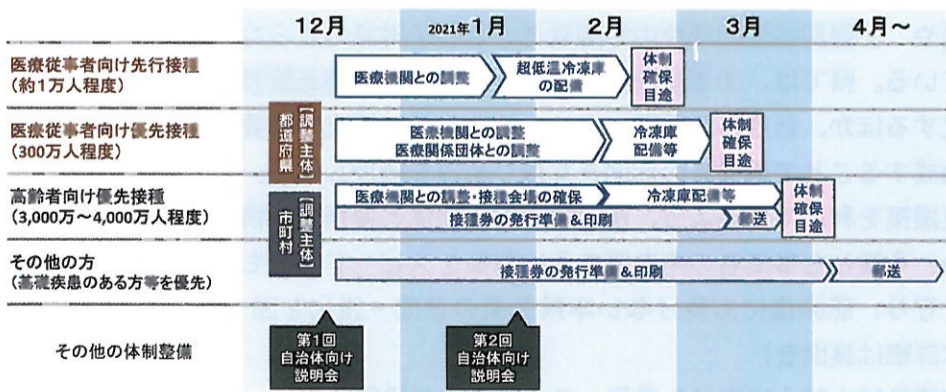 12月
2021年1月
2月
3月
4月～
医療従事者向け先行接種
(約1万人程度)
医療機関との調整
超低温冷凍庫
の配備
体制
確保
目途
医療従事者向け優先接種
(300万人程度)
【調整主体】
都道府県
医療機関との調整
医療関係団体との調整
冷凍庫
配備等
体制
確保
目途
高齢者向け優先接種
(3,000万～4,000万人程度)
【調整主体】
市町村
医療機関との調整・接種会場の確保
冷凍庫配備等
接種券の発行準備&印刷
郵送
体制
確保
目途
その他の方
(基礎疾患のある方等を優先)
接種券の発行準備&印刷
郵送
その他の体制整備
第1回
自治体向け
説明会
第2回
自治体向け
説明会